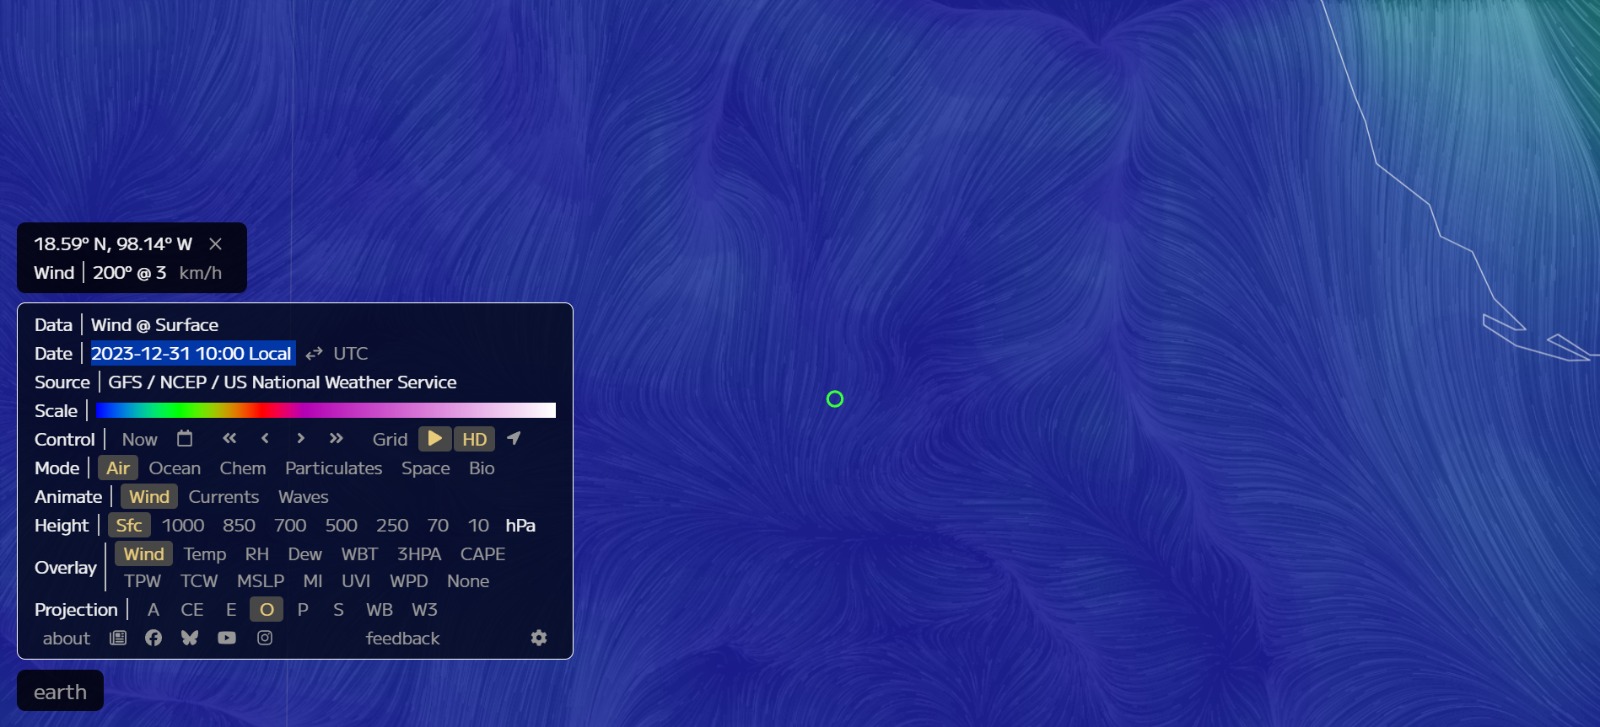 18.59° N, 98.14° W
Wind | 200° @ 3 km/h
Data | Wind @ Surface
Date | 2023-12-31 10:00 Local UTC
Source | GFS / NCEP / US National Weather Service
Scale |
Control | Now Grid HD
Mode | Air Ocean Chem Particulates Space Bio
Animate | Wind Currents Waves
Height | Sfc 1000 850 700 500 250 70 10 hPa
Overlay | Wind Temp RH Dew WBT 3HPA CAPE
TPW TCW MSLP MI UVI WPD None
Projection | A CE E O P S WB W3
about feedback
earth